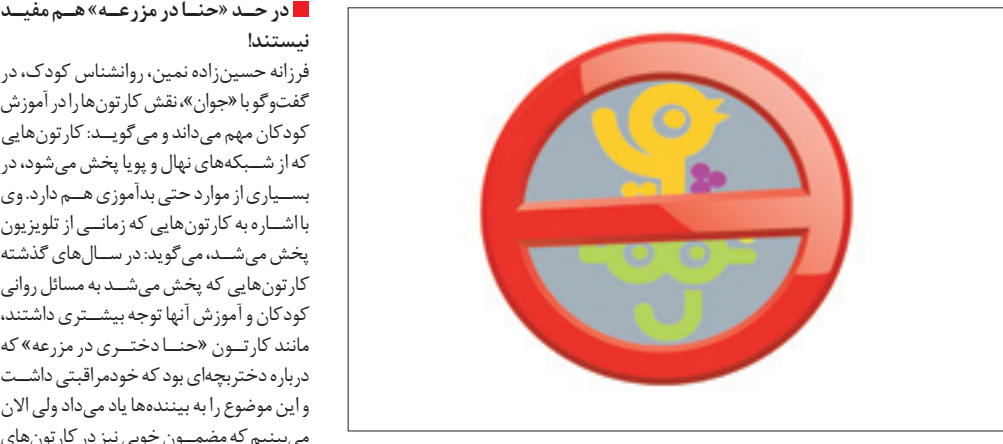 در حد «حنا در مزرعه» هم مفید
نیستند!
فرزانه حسین‌زاده نمین، روانشناس کودک، در
گفت‌وگو با «جوان»، نقش کارتون‌ها را در آموزش
کودکان مهم می‌داند و می‌گوید: کارتون‌هایی
که از شبکه‌های نهال و پویا پخش می‌شود، در
بسیاری از موارد حتی بدآموزی هم دارد. وی
با اشاره به کارتون‌هایی که زمانی از تلویزیون
پخش می‌شد، می‌گوید: در سال‌های گذشته
کارتون‌هایی که پخش می‌شد به مسائل روانی
کودکان و آموزش آنها توجه بیشتری داشتند،
مانند کارتون «حنا دختری در مزرعه» که
درباره دختربچه‌ای بود که خودمراقبتی داشت
و این موضوع را به بیننده‌ها یاد می‌داد ولی الان
می‌بینیم که مضمون خوبی نیز در کارتون‌های